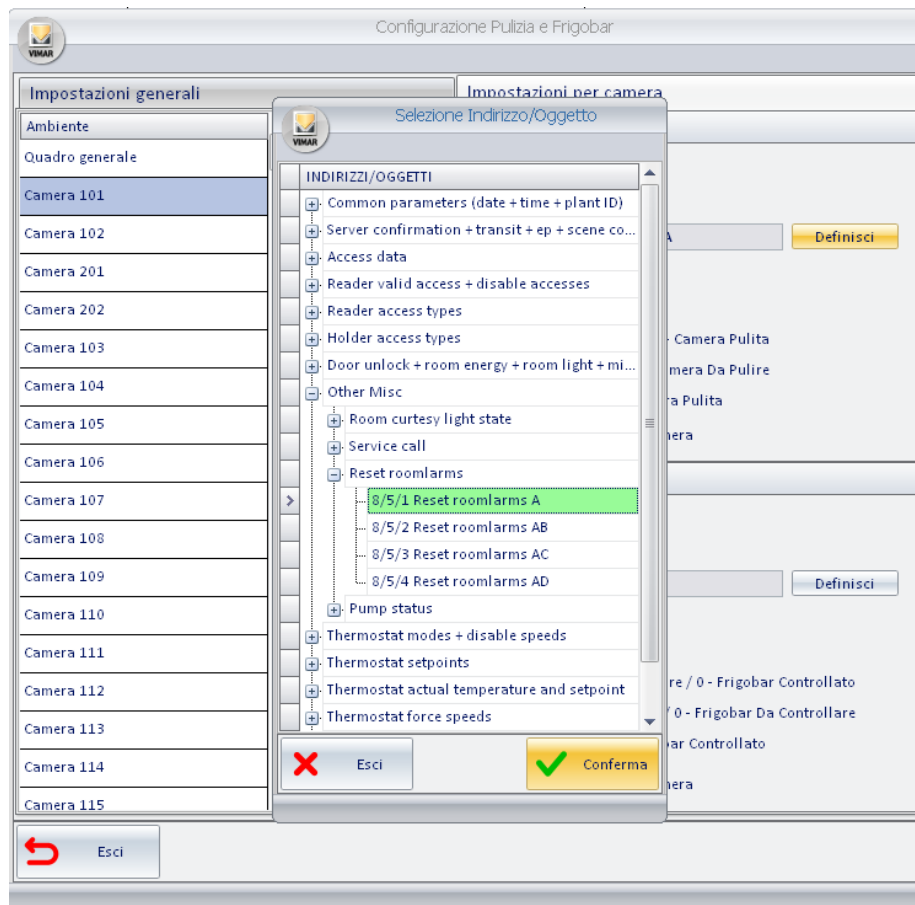 Configurazione Pulizia e Frigobar
VIMAR
Impostazioni generali
Impostazioni per camera
Ambiente
Quadro generale
Camera 101
Camera 102
Camera 201
Camera 202
Camera 103
Camera 104
Camera 105
Camera 106
Camera 107
Camera 108
Camera 109
Camera 110
Camera 111
Camera 112
Camera 113
Camera 114
Camera 115
Selezione Indirizzo/Oggetto
VIMAR
INDIRIZZI/OGGETTI
Common parameters (date + time + plant ID)
Server confirmation + transit + ep + scene co...
Access data
Reader valid access + disable accesses
Reader access types
Holder access types
Door unlock + room energy + room light + mi...
Other Misc
Room curtesy light state
Service call
Reset roomlarms
8/5/1 Reset roomlarms A
8/5/2 Reset roomlarms AB
8/5/3 Reset roomlarms AC
8/5/4 Reset roomlarms AD
Pump status
Thermostat modes + disable speeds
Thermostat setpoints
Thermostat actual temperature and setpoint
Thermostat force speeds
Esci
Conferma
Definisci
- Camera Pulita
mera Da Pulire
ra Pulita
nera
Definisci
re / 0 - Frigobar Controllato
/ 0 - Frigobar Da Controllare
ar Controllato
nera
Esci